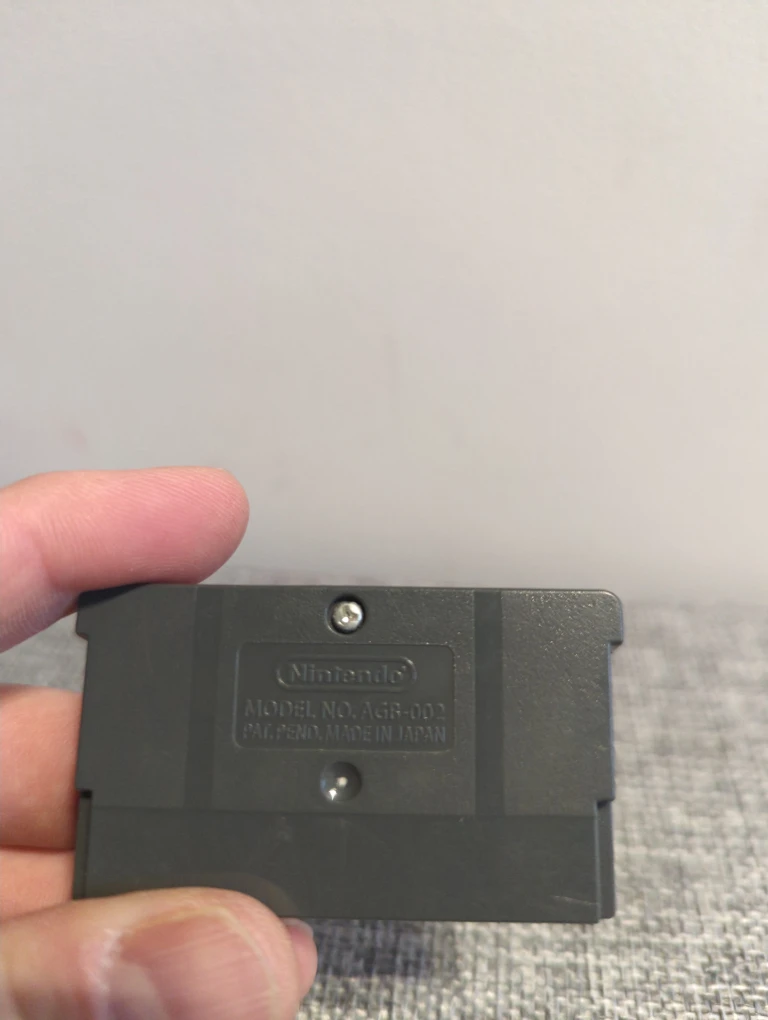 Nintendo®
MODEL NO. AGB-002
PAT. PEND. MADE IN JAPAN